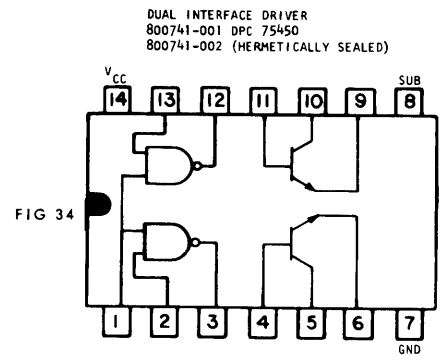 DUAL INTERFACE DRIVER
800741-001 DPC 75450
800741-002 (HERMETICALLY SEALED)
VCC SUB
14 13 12 11 10 9 8
FIG 34
1 2 3 4 5 6 7
GND